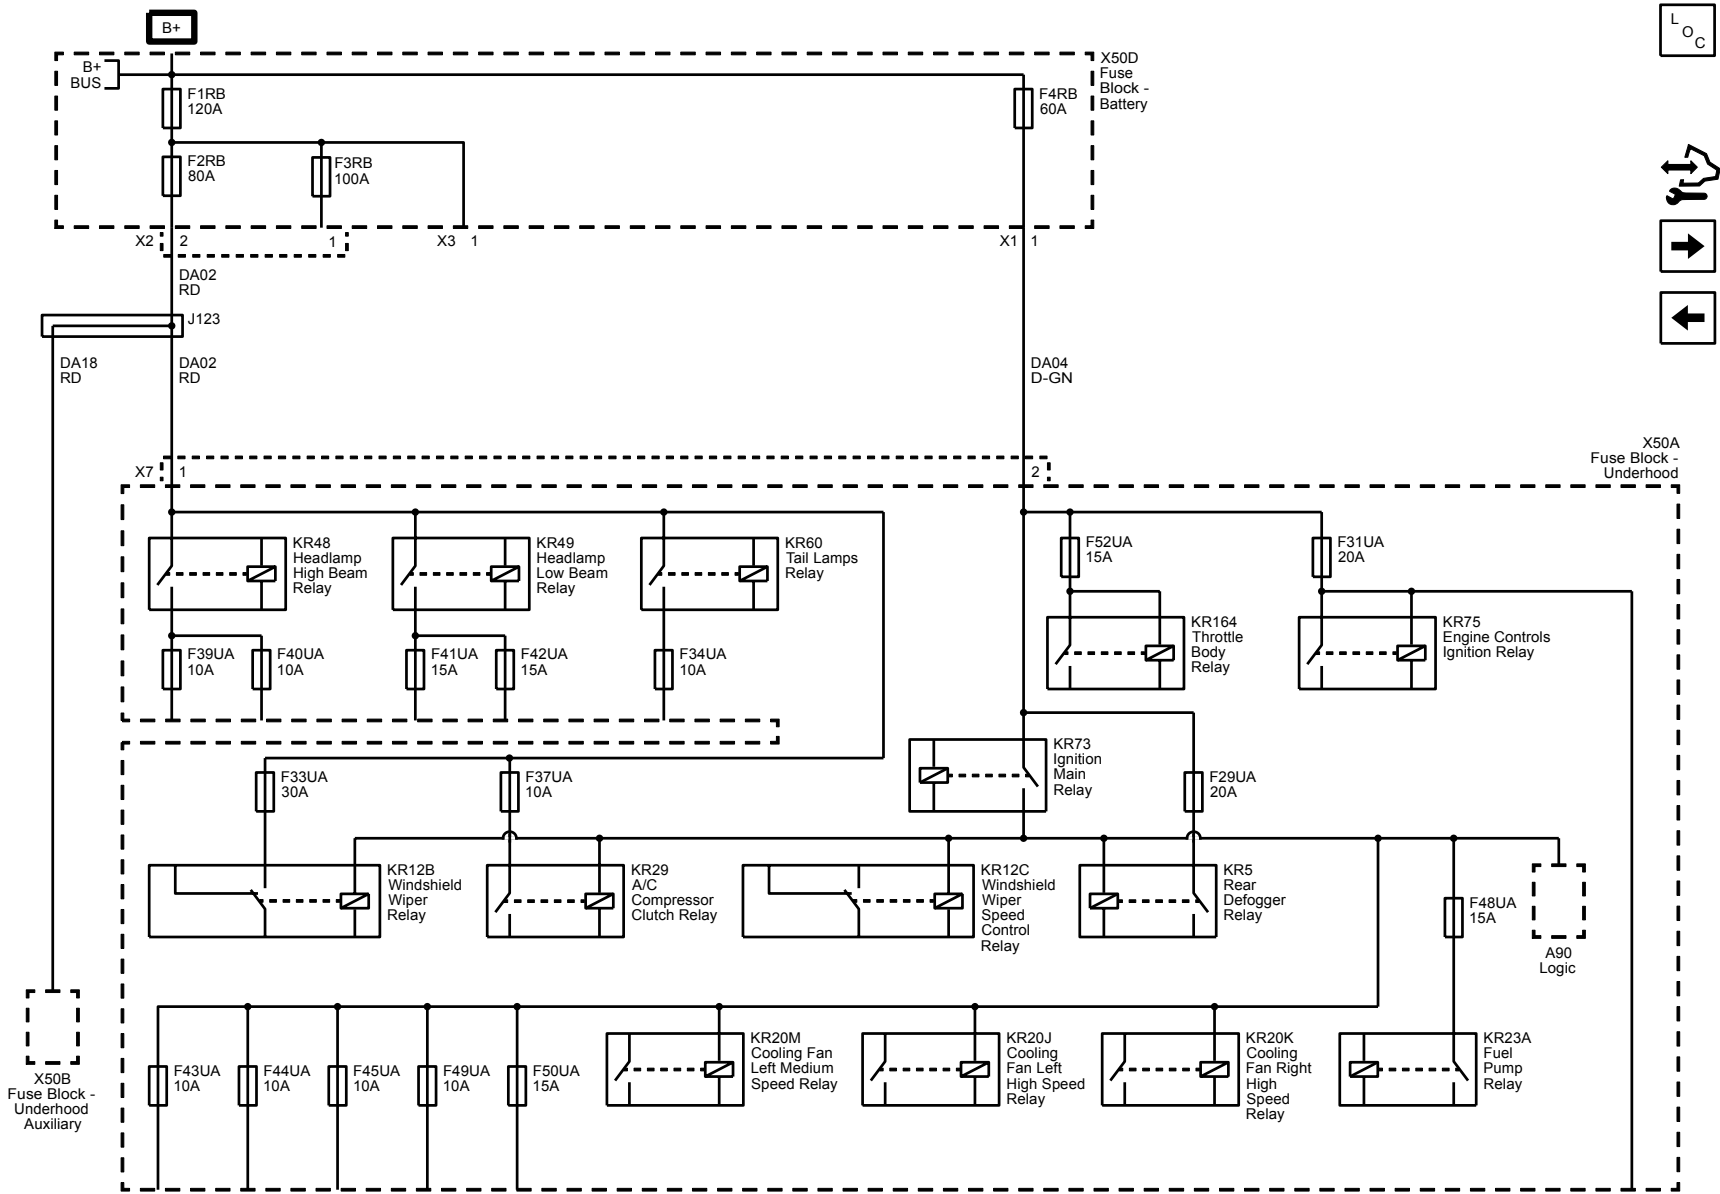 B+
L
O
C
B+
BUS
X50D
Fuse
Block -
Battery
F1RB
120A
F4RB
60A
F2RB
80A
F3RB
100A
X2
2
1
X3
1
X1
1
DA02
RD
J123
DA18
RD
DA02
RD
DA04
D-GN
X50A
Fuse Block -
Underhood
X7
1
2
KR48
Headlamp
High Beam
Relay
KR49
Headlamp
Low Beam
Relay
KR60
Tail Lamps
Relay
F52UA
15A
F31UA
20A
KR164
Throttle
Body
Relay
KR75
Engine Controls
Ignition Relay
F39UA
10A
F40UA
10A
F41UA
15A
F42UA
15A
F34UA
10A
KR73
Ignition
Main
Relay
F33UA
30A
F37UA
10A
F29UA
20A
KR12B
Windshield
Wiper
Relay
KR29
A/C
Compressor
Clutch Relay
KR12C
Windshield
Wiper
Speed
Control
Relay
KR5
Rear
Defogger
Relay
F48UA
15A
A90
Logic
X50B
Fuse Block -
Underhood
Auxiliary
F43UA
10A
F44UA
10A
F45UA
10A
F49UA
10A
F50UA
15A
KR20M
Cooling Fan
Left Medium
Speed Relay
KR20J
Cooling
Fan Left
High Speed
Relay
KR20K
Cooling
Fan Right
High
Speed
Relay
KR23A
Fuel
Pump
Relay